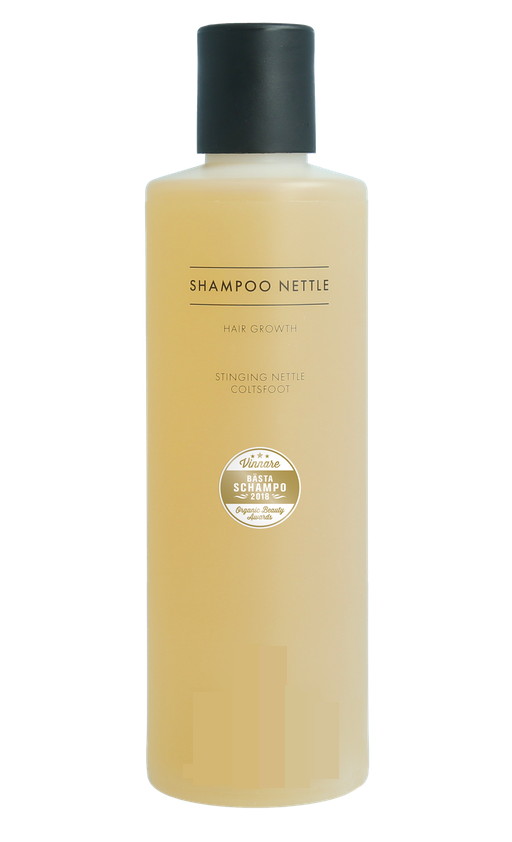 SHAMPOO NETTLE
HAIR GROWTH
STINGING NETTLE
COLTSFOOT
Vinnare
BÄSTA
SCHAMPO
2018
Organic Beauty
Awards